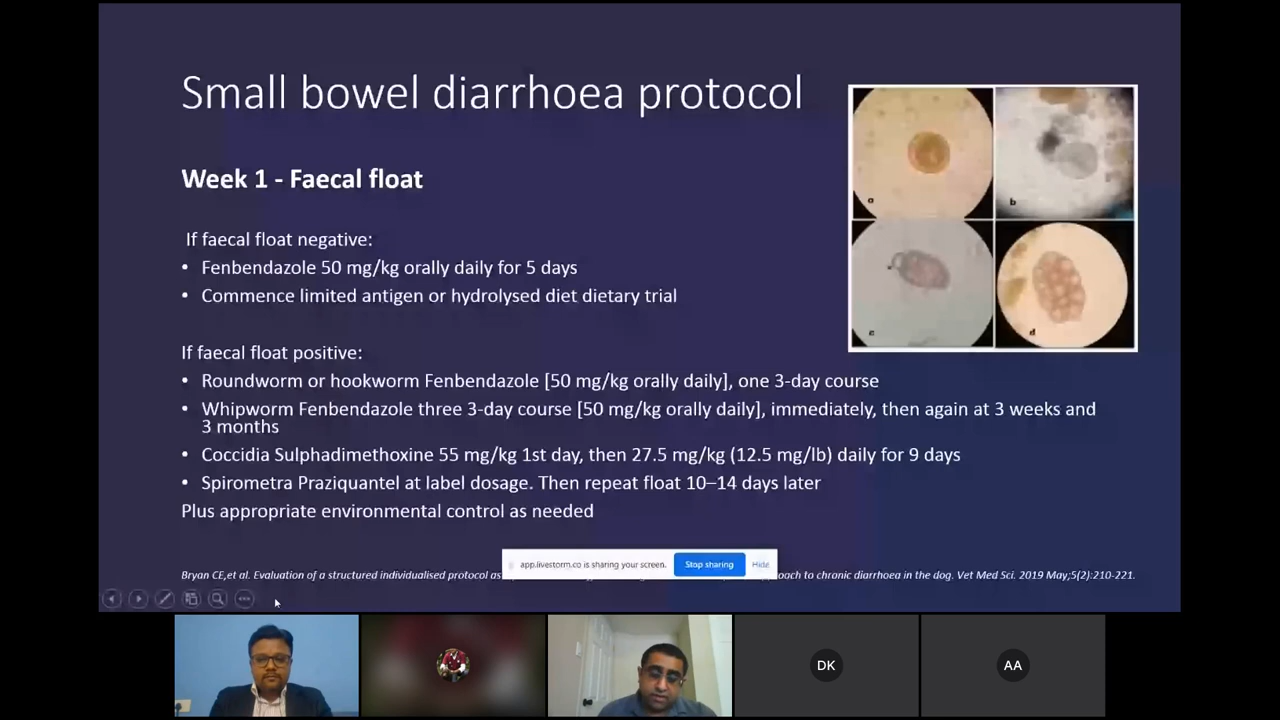 Small bowel diarrhoea protocol
Week 1 - Faecal float
If faecal float negative:
• Fenbendazole 50 mg/kg orally daily for 5 days
• Commence limited antigen or hydrolysed diet dietary trial
If faecal float positive:
• Roundworm or hookworm Fenbendazole [50 mg/kg orally daily], one 3-day course
• Whipworm Fenbendazole three 3-day course [50 mg/kg orally daily], immediately, then again at 3 weeks and
3 months
• Coccidia Sulphadimethoxine 55 mg/kg 1st day, then 27.5 mg/kg (12.5 mg/lb) daily for 9 days
• Spirometra Praziquantel at label dosage. Then repeat float 10–14 days later
Plus appropriate environmental control as needed
a
b
c
d
app.livestorm.co is sharing your screen.
Stop sharing
Hide
Bryan CE,et al. Evaluation of a structured individualised protocol as approach to chronic diarrhoea in the dog. Vet Med Sci. 2019 May;5(2):210-221.
DK
AA